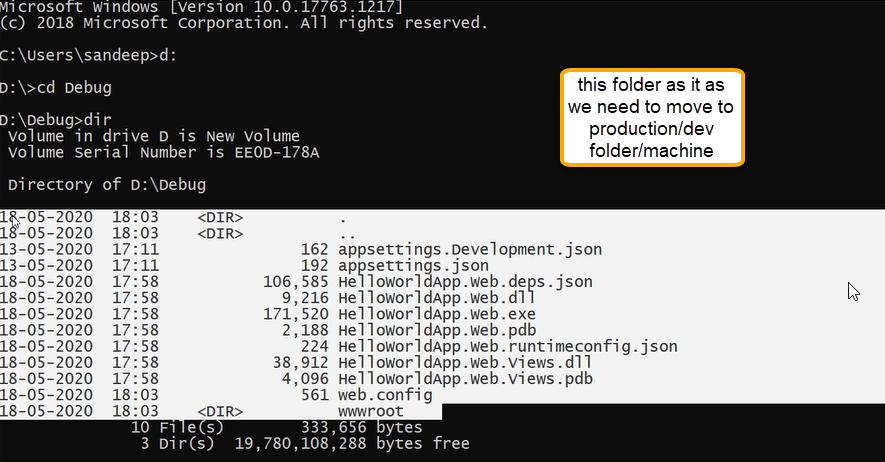 Microsoft Windows [Version 10.0.17763.1217]
(c) 2018 Microsoft Corporation. All rights reserved.
C:\Users\sandeep>d:
D:\>cd Debug
D:\Debug>dir
Volume in drive D is New Volume
Volume Serial Number is EE0D-178A
Directory of D:\Debug
this folder as it as
we need to move to
production/dev
folder/machine
18-05-2020 18:03 <DIR> .
18-05-2020 18:03 <DIR> ..
13-05-2020 17:11 162 appsettings.Development.json
13-05-2020 17:11 192 appsettings.json
18-05-2020 17:58 106,585 HelloWorldApp.Web.deps.json
18-05-2020 17:58 9,216 HelloWorldApp.Web.dll
18-05-2020 17:58 171,520 HelloWorldApp.Web.exe
18-05-2020 17:58 2,188 HelloWorldApp.Web.pdb
18-05-2020 17:58 224 HelloWorldApp.Web.runtimeconfig.json
18-05-2020 17:58 38,912 HelloWorldApp.Web.Views.dll
18-05-2020 17:58 4,096 HelloWorldApp.Web.Views.pdb
18-05-2020 18:03 561 web.config
18-05-2020 18:03 <DIR> wwwroot
10 File(s) 333,656 bytes
3 Dir(s) 19,780,108,288 bytes free